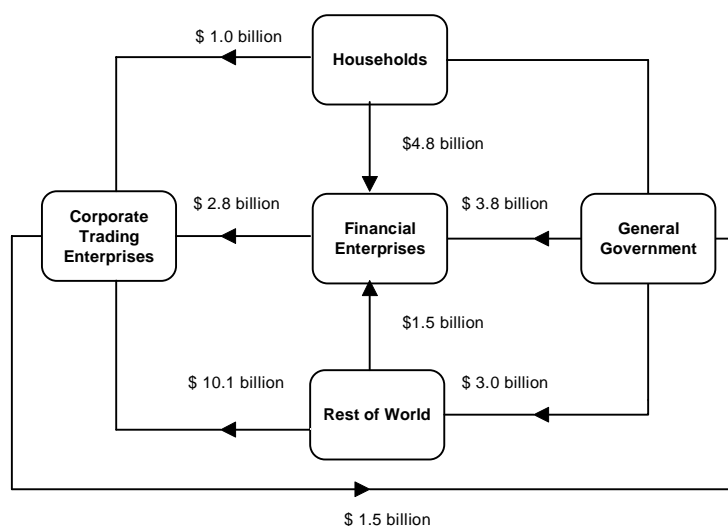 $ 1.0 billion
Households
$4.8 billion
Corporate
Trading
Enterprises
$ 2.8 billion
Financial
Enterprises
$ 3.8 billion
General
Government
$1.5 billion
$ 10.1 billion
Rest of World
$ 3.0 billion
$ 1.5 billion